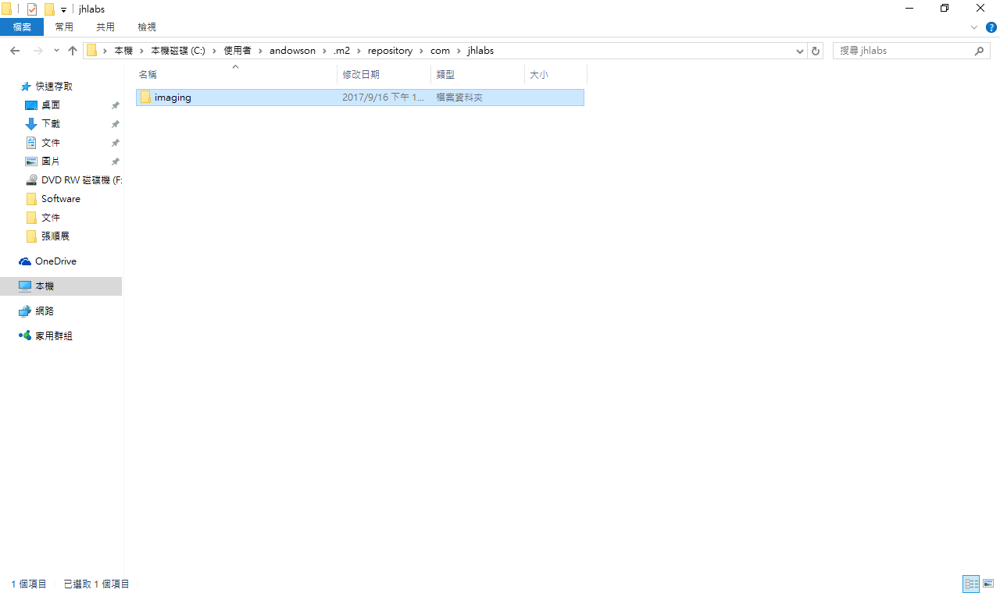 jhlabs
檔案 常用 共用 檢視
本機 本機磁碟 (C:) 使用者 andowson .m2 repository com jhlabs 搜尋 jhlabs
名稱 修改日期 類型 大小
imaging 2017/9/16 下午 1... 檔案資料夾
快速存取
桌面
下載
文件
圖片
DVD RW 磁碟機 (F:
Software
文件
張順展
OneDrive
本機
網路
家用群組
1 個項目 已選取 1 個項目